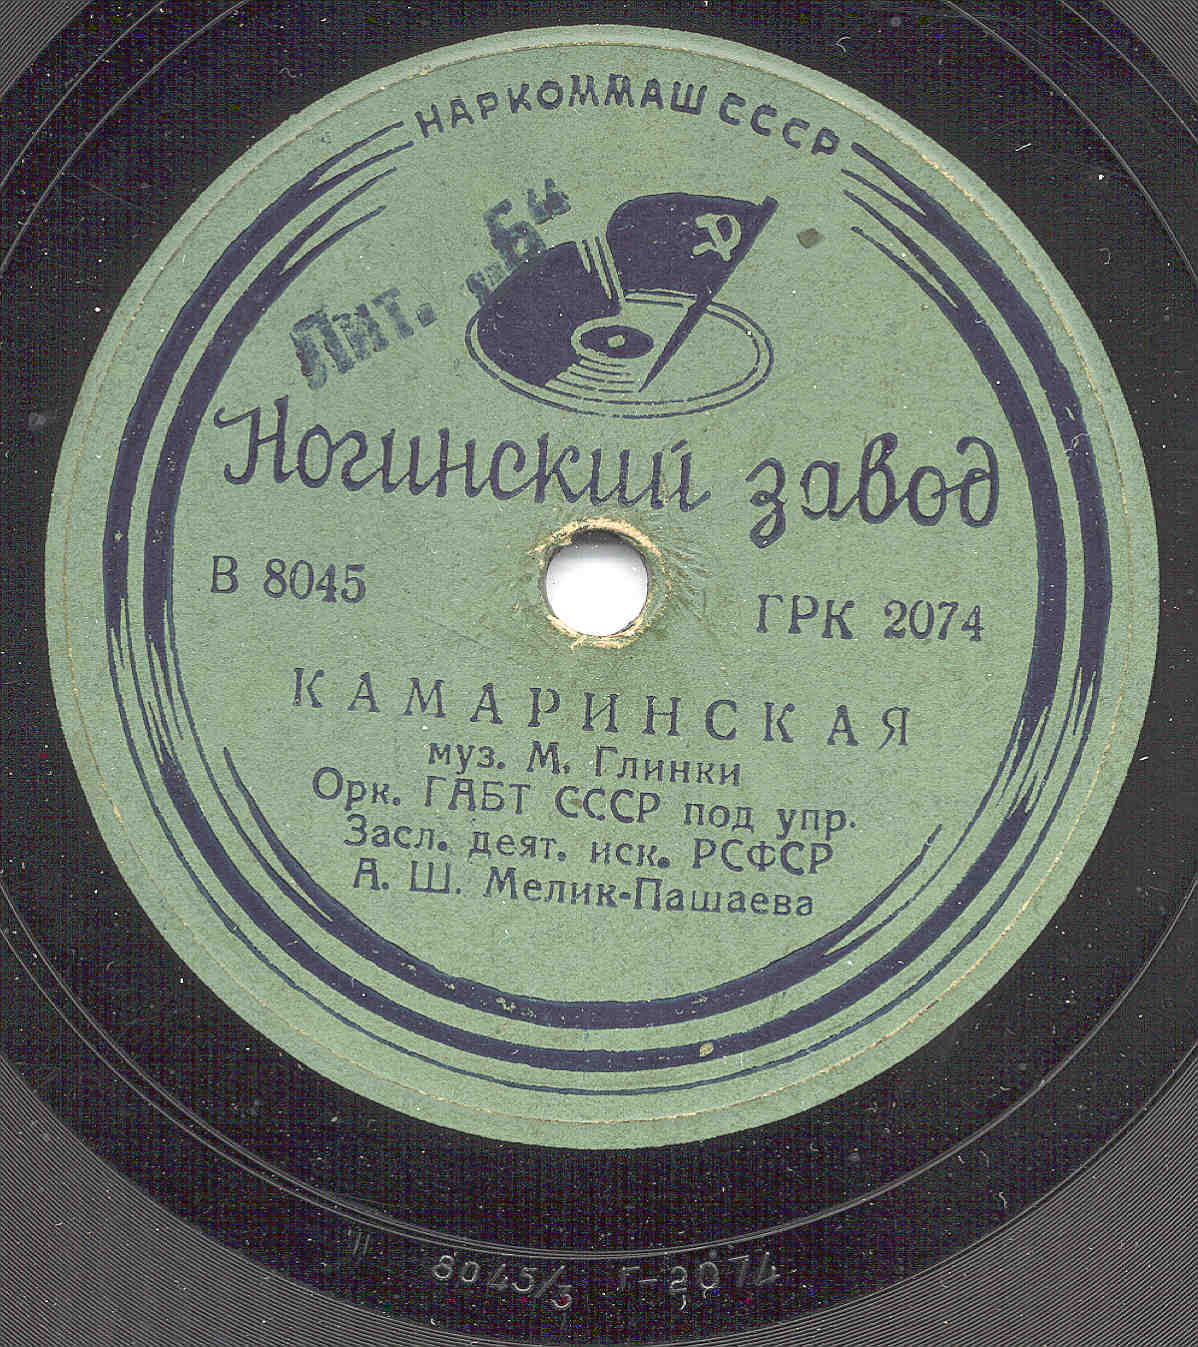 НАРКОММАШ СССР
Лит. „Б“
Ногинский завод
В 8045
ГРК 2074
КАМАРИНСКАЯ
муз. М. Глинки
Орк. ГАБТ СССР под упр.
Засл. деят. иск. РСФСР
А. Ш. Мелик-Пашаева
8045/3 Г-2074